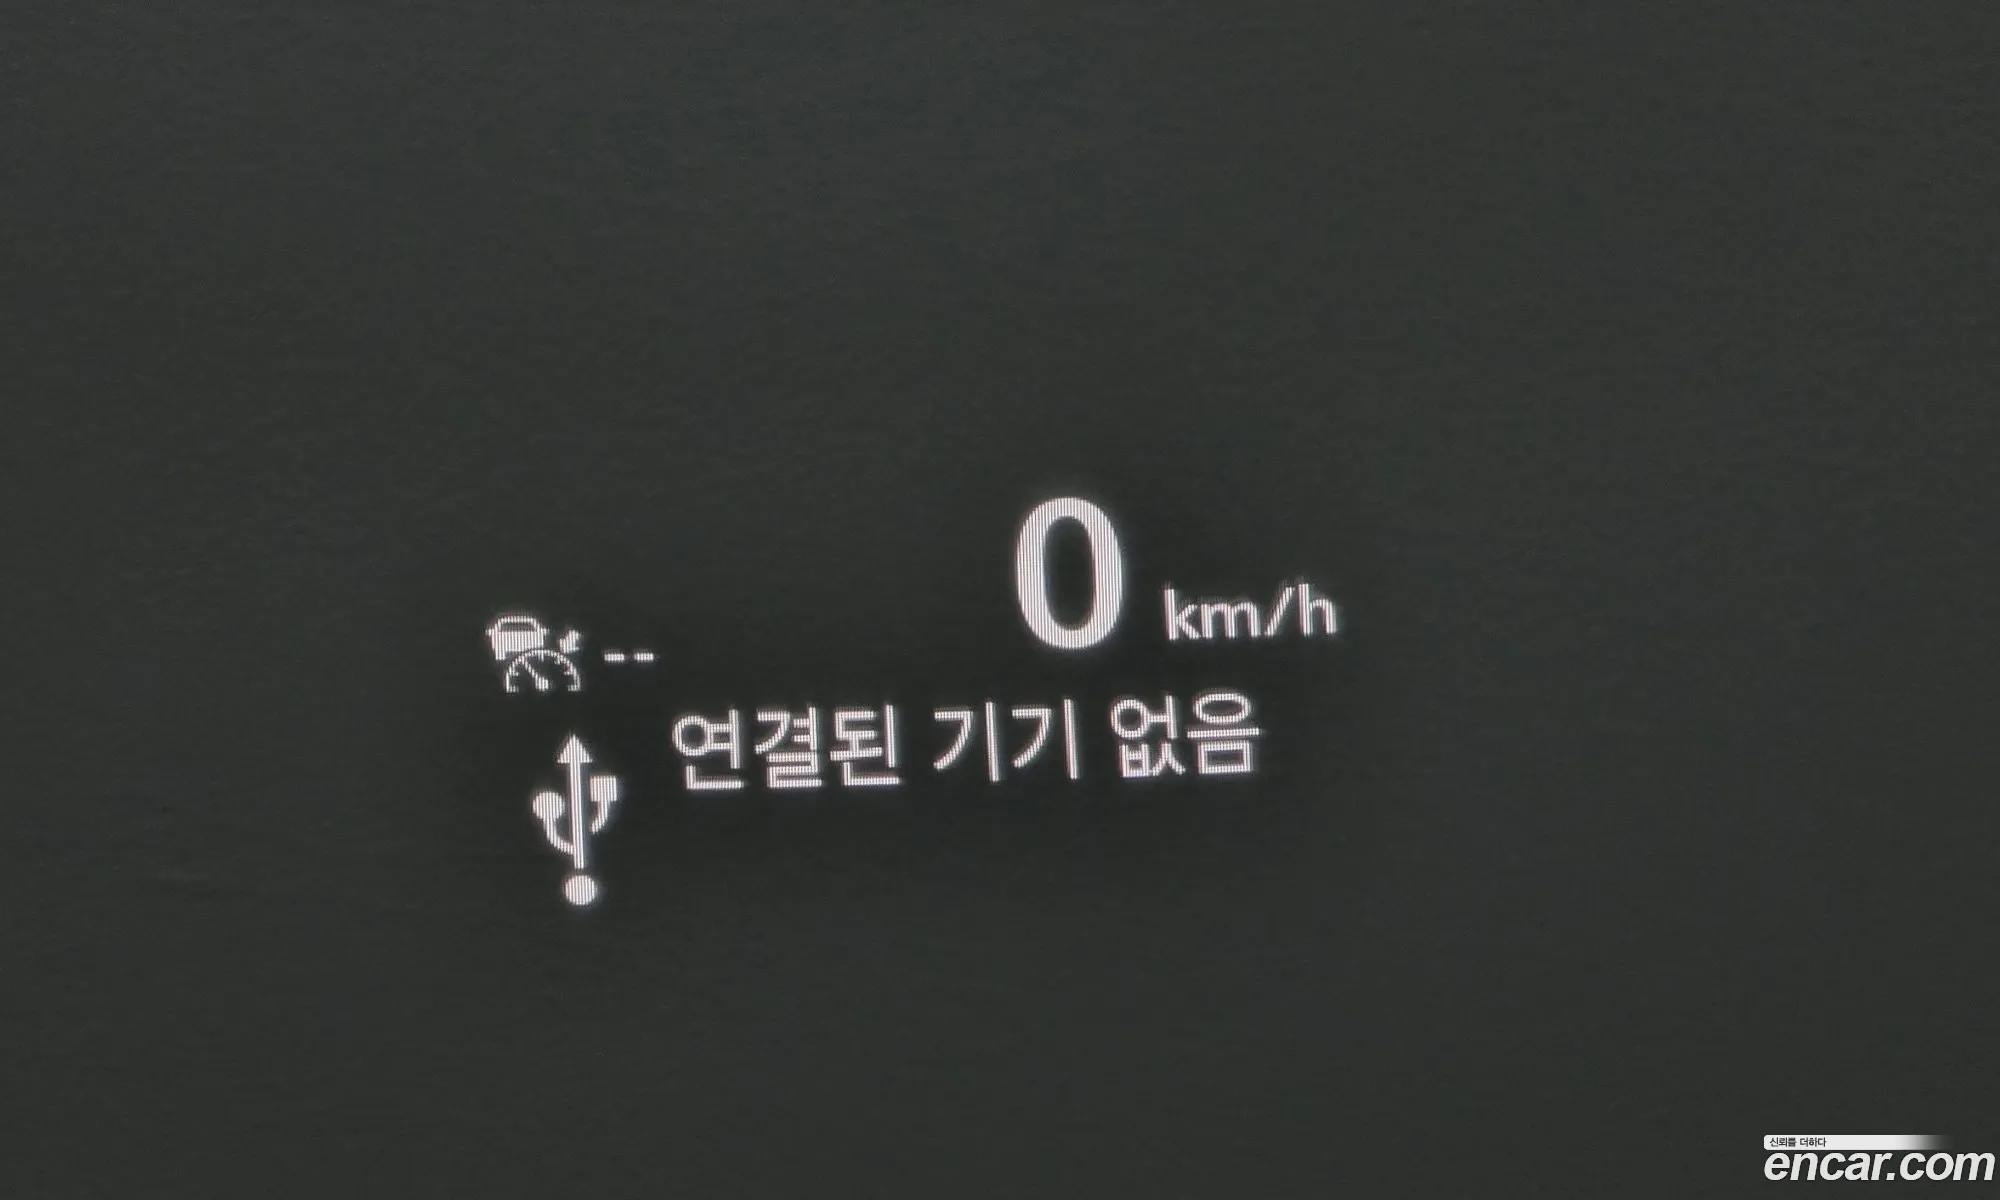 0 km/h
--
연결된 기기 없음
신뢰를 더하다
encar.com